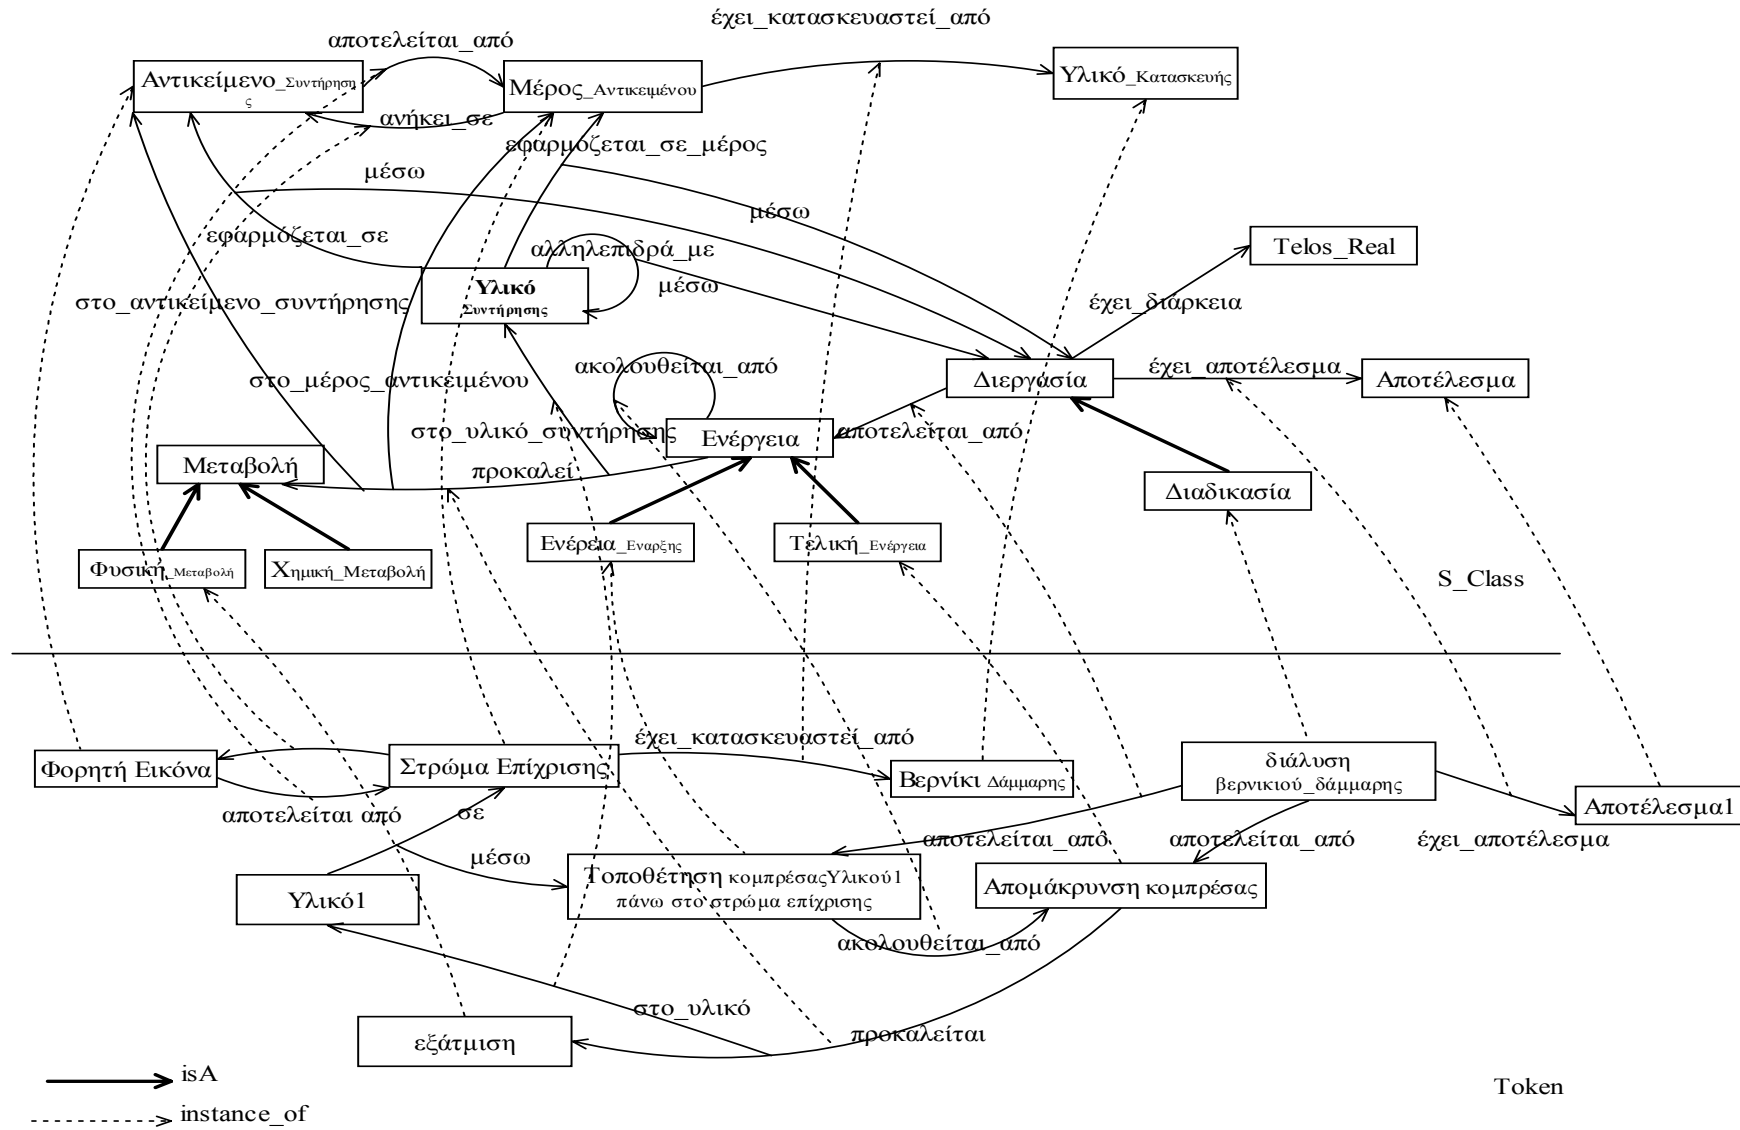 έχει_κατασκευαστεί_από
αποτελείται_από
Αντικείμενο_Συντήρηση
ς
Μέρος_Αντικειμένου
Υλικό_Κατασκευής
ανήκει_σε
εφαρμόζεται_σε_μέρος
μέσω
μέσω
εφαρμόζεται_σε
αλληλεπιδρά_με
Telos_Real
μέσω
Υλικό
Συντήρησης
στο_αντικείμενο_συντήρησης
έχει_διάρκεια
ακολουθείται_από
έχει_αποτέλεσμα
στο_μέρος_αντικειμένου
Διεργασία
Αποτέλεσμα
στο_υλικό_συντήρησης
Ενέργεια
αποτελείται_από
Μεταβολή
προκαλεί
Διαδικασία
Ενέρεια_Εναρξης
Τελική_Ενέργεια
Φυσική_Μεταβολή
Χημική_Μεταβολή
S_Class
έχει_κατασκευαστεί_από
Φορητή Εικόνα
Στρώμα Επίχρισης
Βερνίκι Δάμμαρης
διάλυση
βερνικιού_δάμμαρης
Αποτέλεσμα1
αποτελείται από
σε
αποτελείται_από
αποτελείται_από
έχει_αποτέλεσμα
μέσω
Τοποθέτηση κομπρέσαςΥλικού1
πάνω στο στρώμα επίχρισης
Απομάκρυνση κομπρέσας
Υλικό1
ακολουθείται_από
στο_υλικό
προκαλείται
εξάτμιση
isA
Token
instance_of